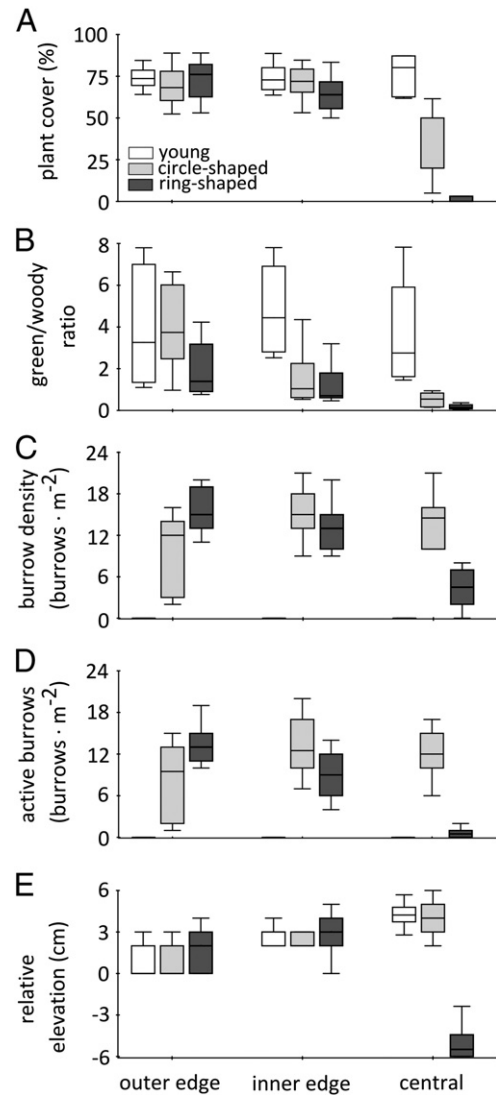 A
plant cover (%)
100
75
50
25
0
young
circle-shaped
ring-shaped
B
green/woody
ratio
8
6
4
2
0
C
burrow density
(burrows · m-2)
24
18
12
6
0
D
active burrows
(burrows · m-2)
24
18
12
6
0
E
relative
elevation (cm)
6
3
0
-3
-6
outer edge inner edge central